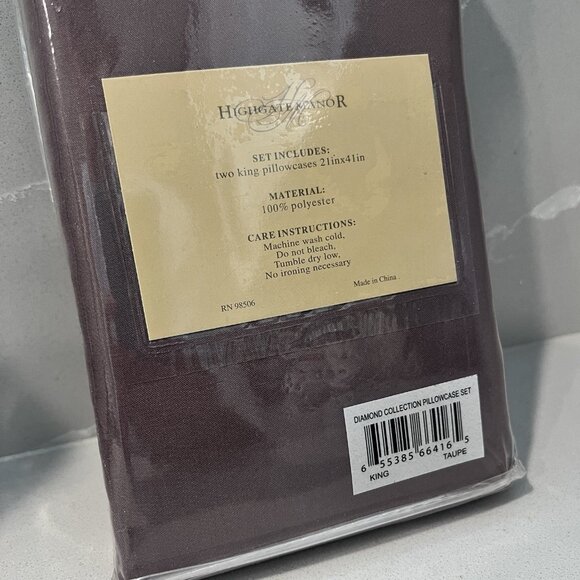 HM
HIGHGATE MANOR
SET INCLUDES:
two king pillowcases 21inx41in
MATERIAL:
100% polyester
CARE INSTRUCTIONS:
Machine wash cold,
Do not bleach,
Tumble dry low,
No ironing necessary
RN 98506
Made in China
DIAMOND COLLECTION PILLOWCASE SET
6 55385 66416 5
KING TAUPE